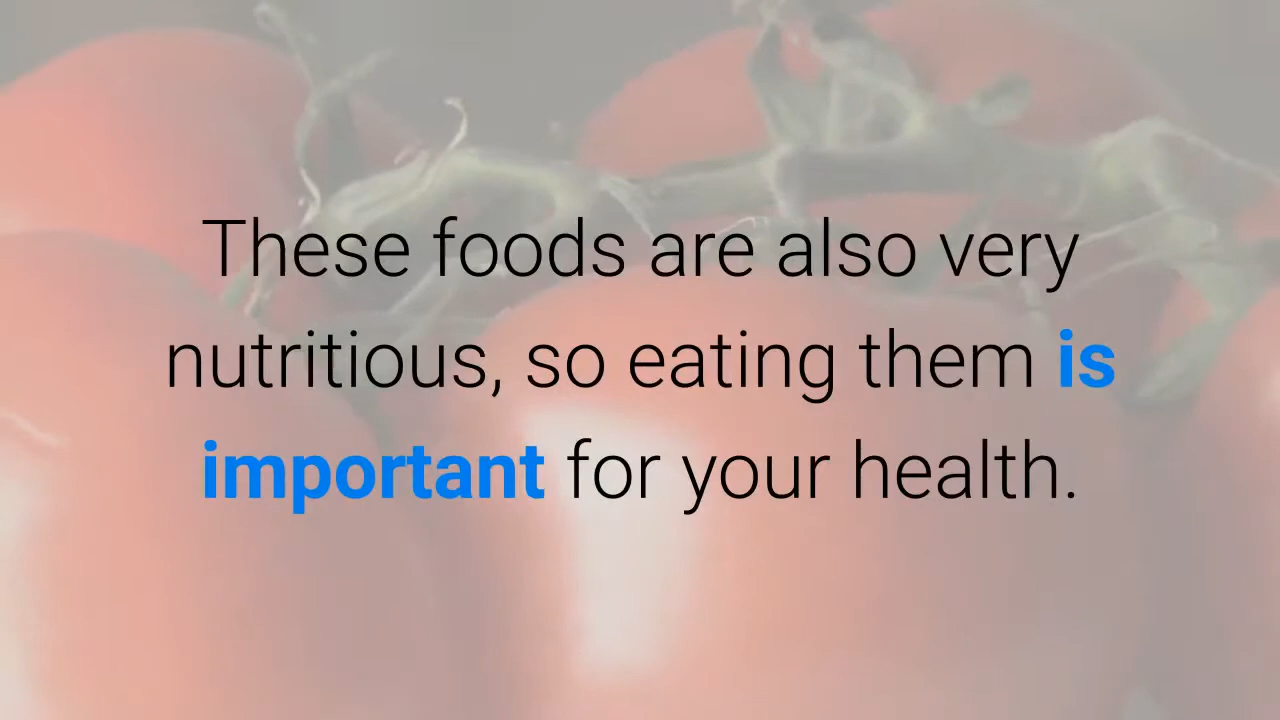 These foods are also very
nutritious, so eating them is
important for your health.